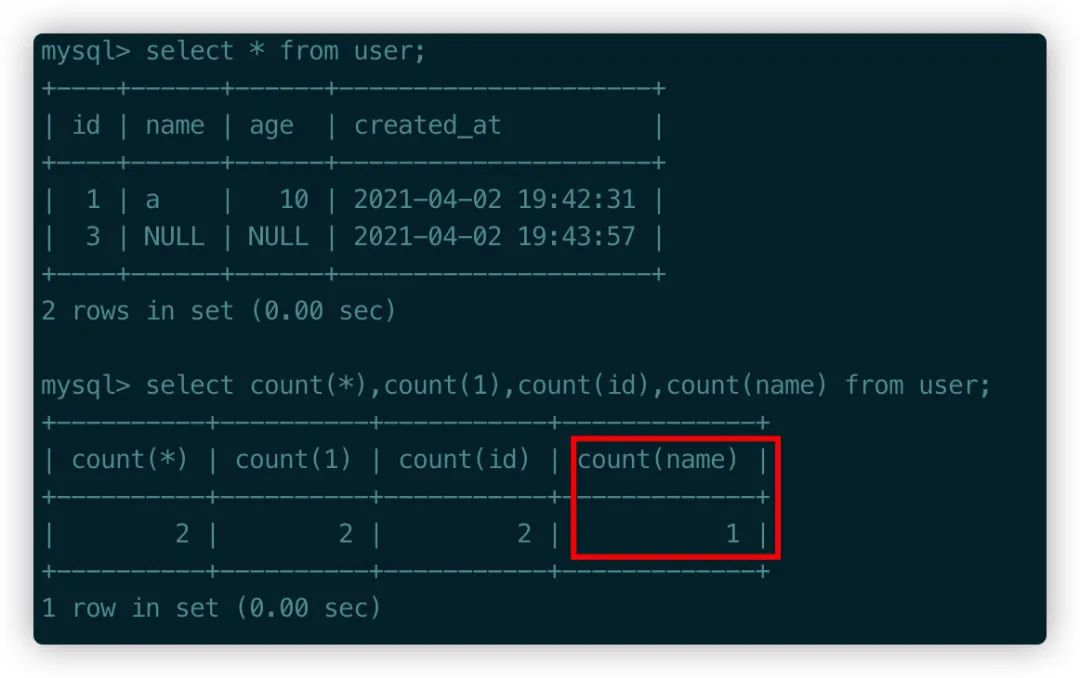 mysql> select * from user;
+----+------+------+---------------------+
| id | name | age  | created_at          |
+----+------+------+---------------------+
|  1 | a    |   10 | 2021-04-02 19:42:31 |
|  3 | NULL | NULL | 2021-04-02 19:43:57 |
+----+------+------+---------------------+
2 rows in set (0.00 sec)
mysql> select count(*),count(1),count(id),count(name) from user;
+----------+----------+-----------+-------------+
| count(*) | count(1) | count(id) | count(name) |
+----------+----------+-----------+-------------+
|        2 |        2 |         2 |           1 |
+----------+----------+-----------+-------------+
1 row in set (0.00 sec)